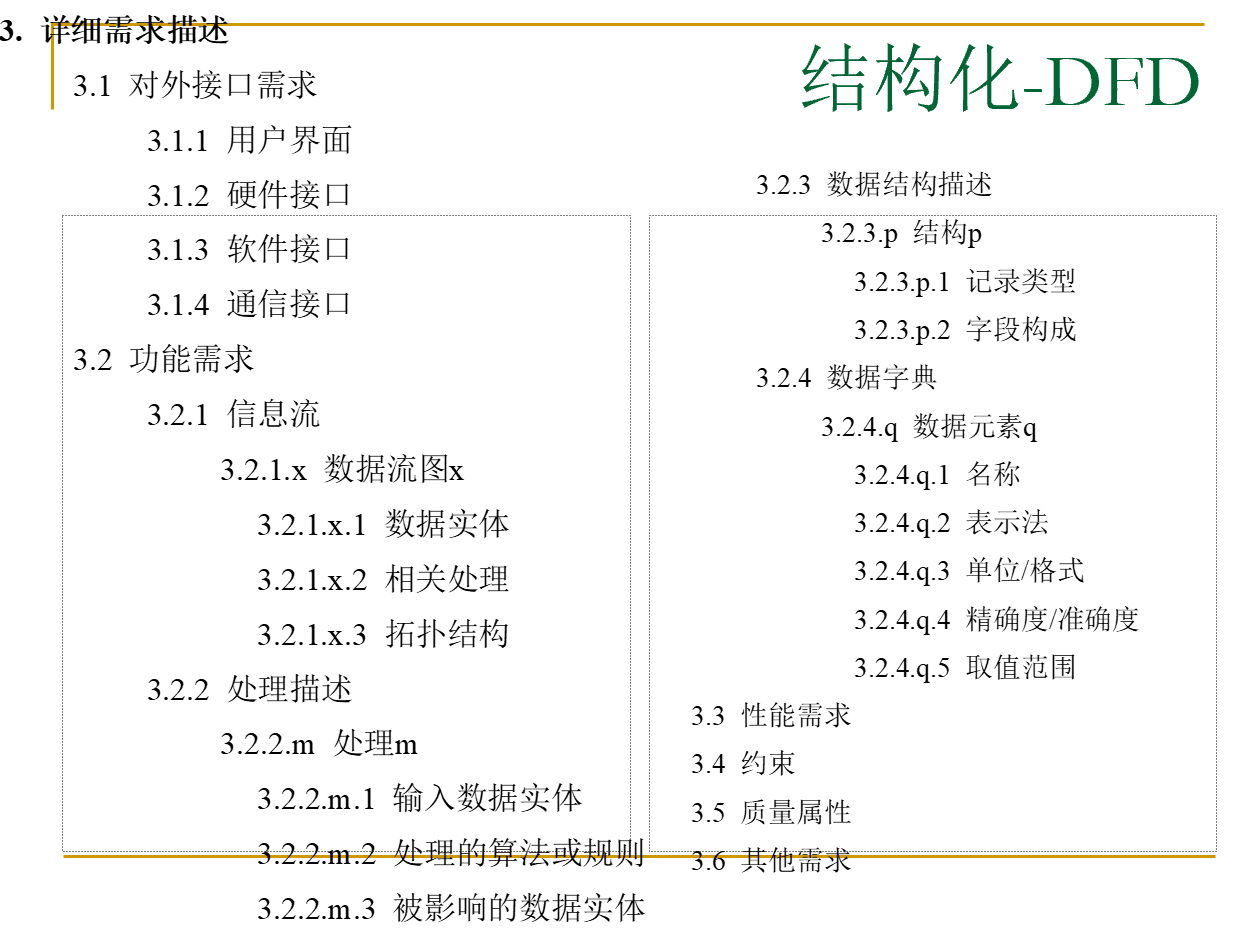 3. 详细需求描述
3.1 对外接口需求
3.1.1 用户界面
3.1.2 硬件接口
3.1.3 软件接口
3.1.4 通信接口
3.2 功能需求
3.2.1 信息流
3.2.1.x 数据流图x
3.2.1.x.1 数据实体
3.2.1.x.2 相关处理
3.2.1.x.3 拓扑结构
3.2.2 处理描述
3.2.2.m 处理m
3.2.2.m.1 输入数据实体
3.2.2.m.2 处理的算法或规则
3.2.2.m.3 被影响的数据实体
结构化-DFD
3.2.3 数据结构描述
3.2.3.p 结构p
3.2.3.p.1 记录类型
3.2.3.p.2 字段构成
3.2.4 数据字典
3.2.4.q 数据元素q
3.2.4.q.1 名称
3.2.4.q.2 表示法
3.2.4.q.3 单位/格式
3.2.4.q.4 精确度/准确度
3.2.4.q.5 取值范围
3.3 性能需求
3.4 约束
3.5 质量属性
3.6 其他需求